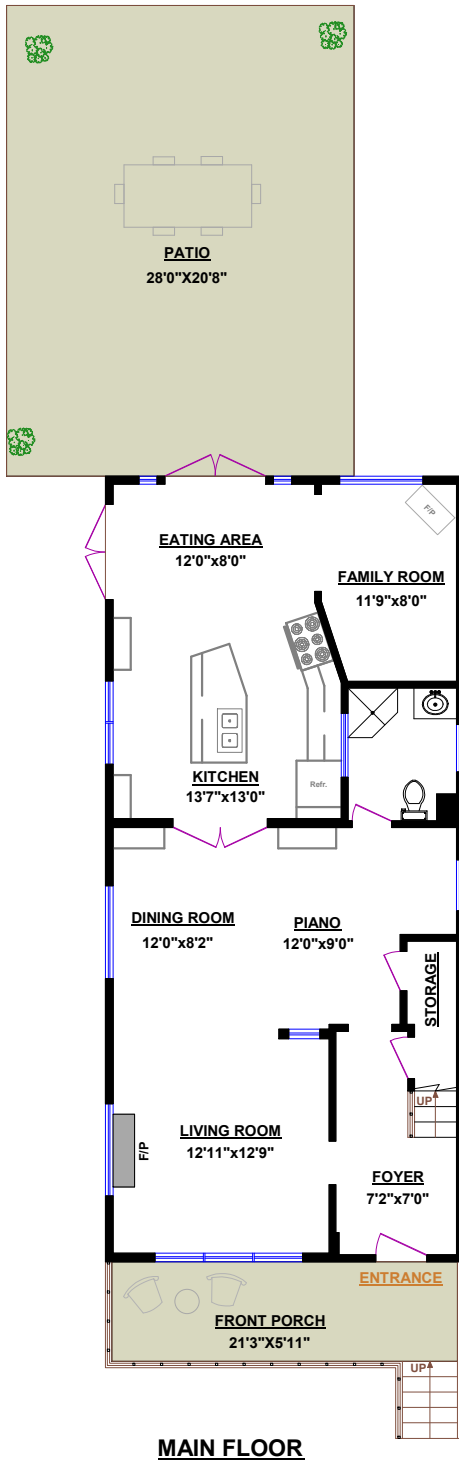 PATIO
28'0"X20'8"
EATING AREA
12'0"x8'0"
F/P
FAMILY ROOM
11'9"x8'0"
Refr.
KITCHEN
13'7"x13'0"
DINING ROOM
12'0"x8'2"
PIANO
12'0"x9'0"
STORAGE
UP
LIVING ROOM
12'11"x12'9"
F/P
FOYER
7'2"x7'0"
ENTRANCE
FRONT PORCH
21'3"X5'11"
UP
MAIN FLOOR